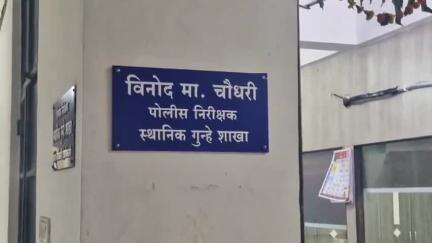 विनोद मा. चौधरी
पोलीस निरीक्षक
स्थानिक गुन्हे शाखा